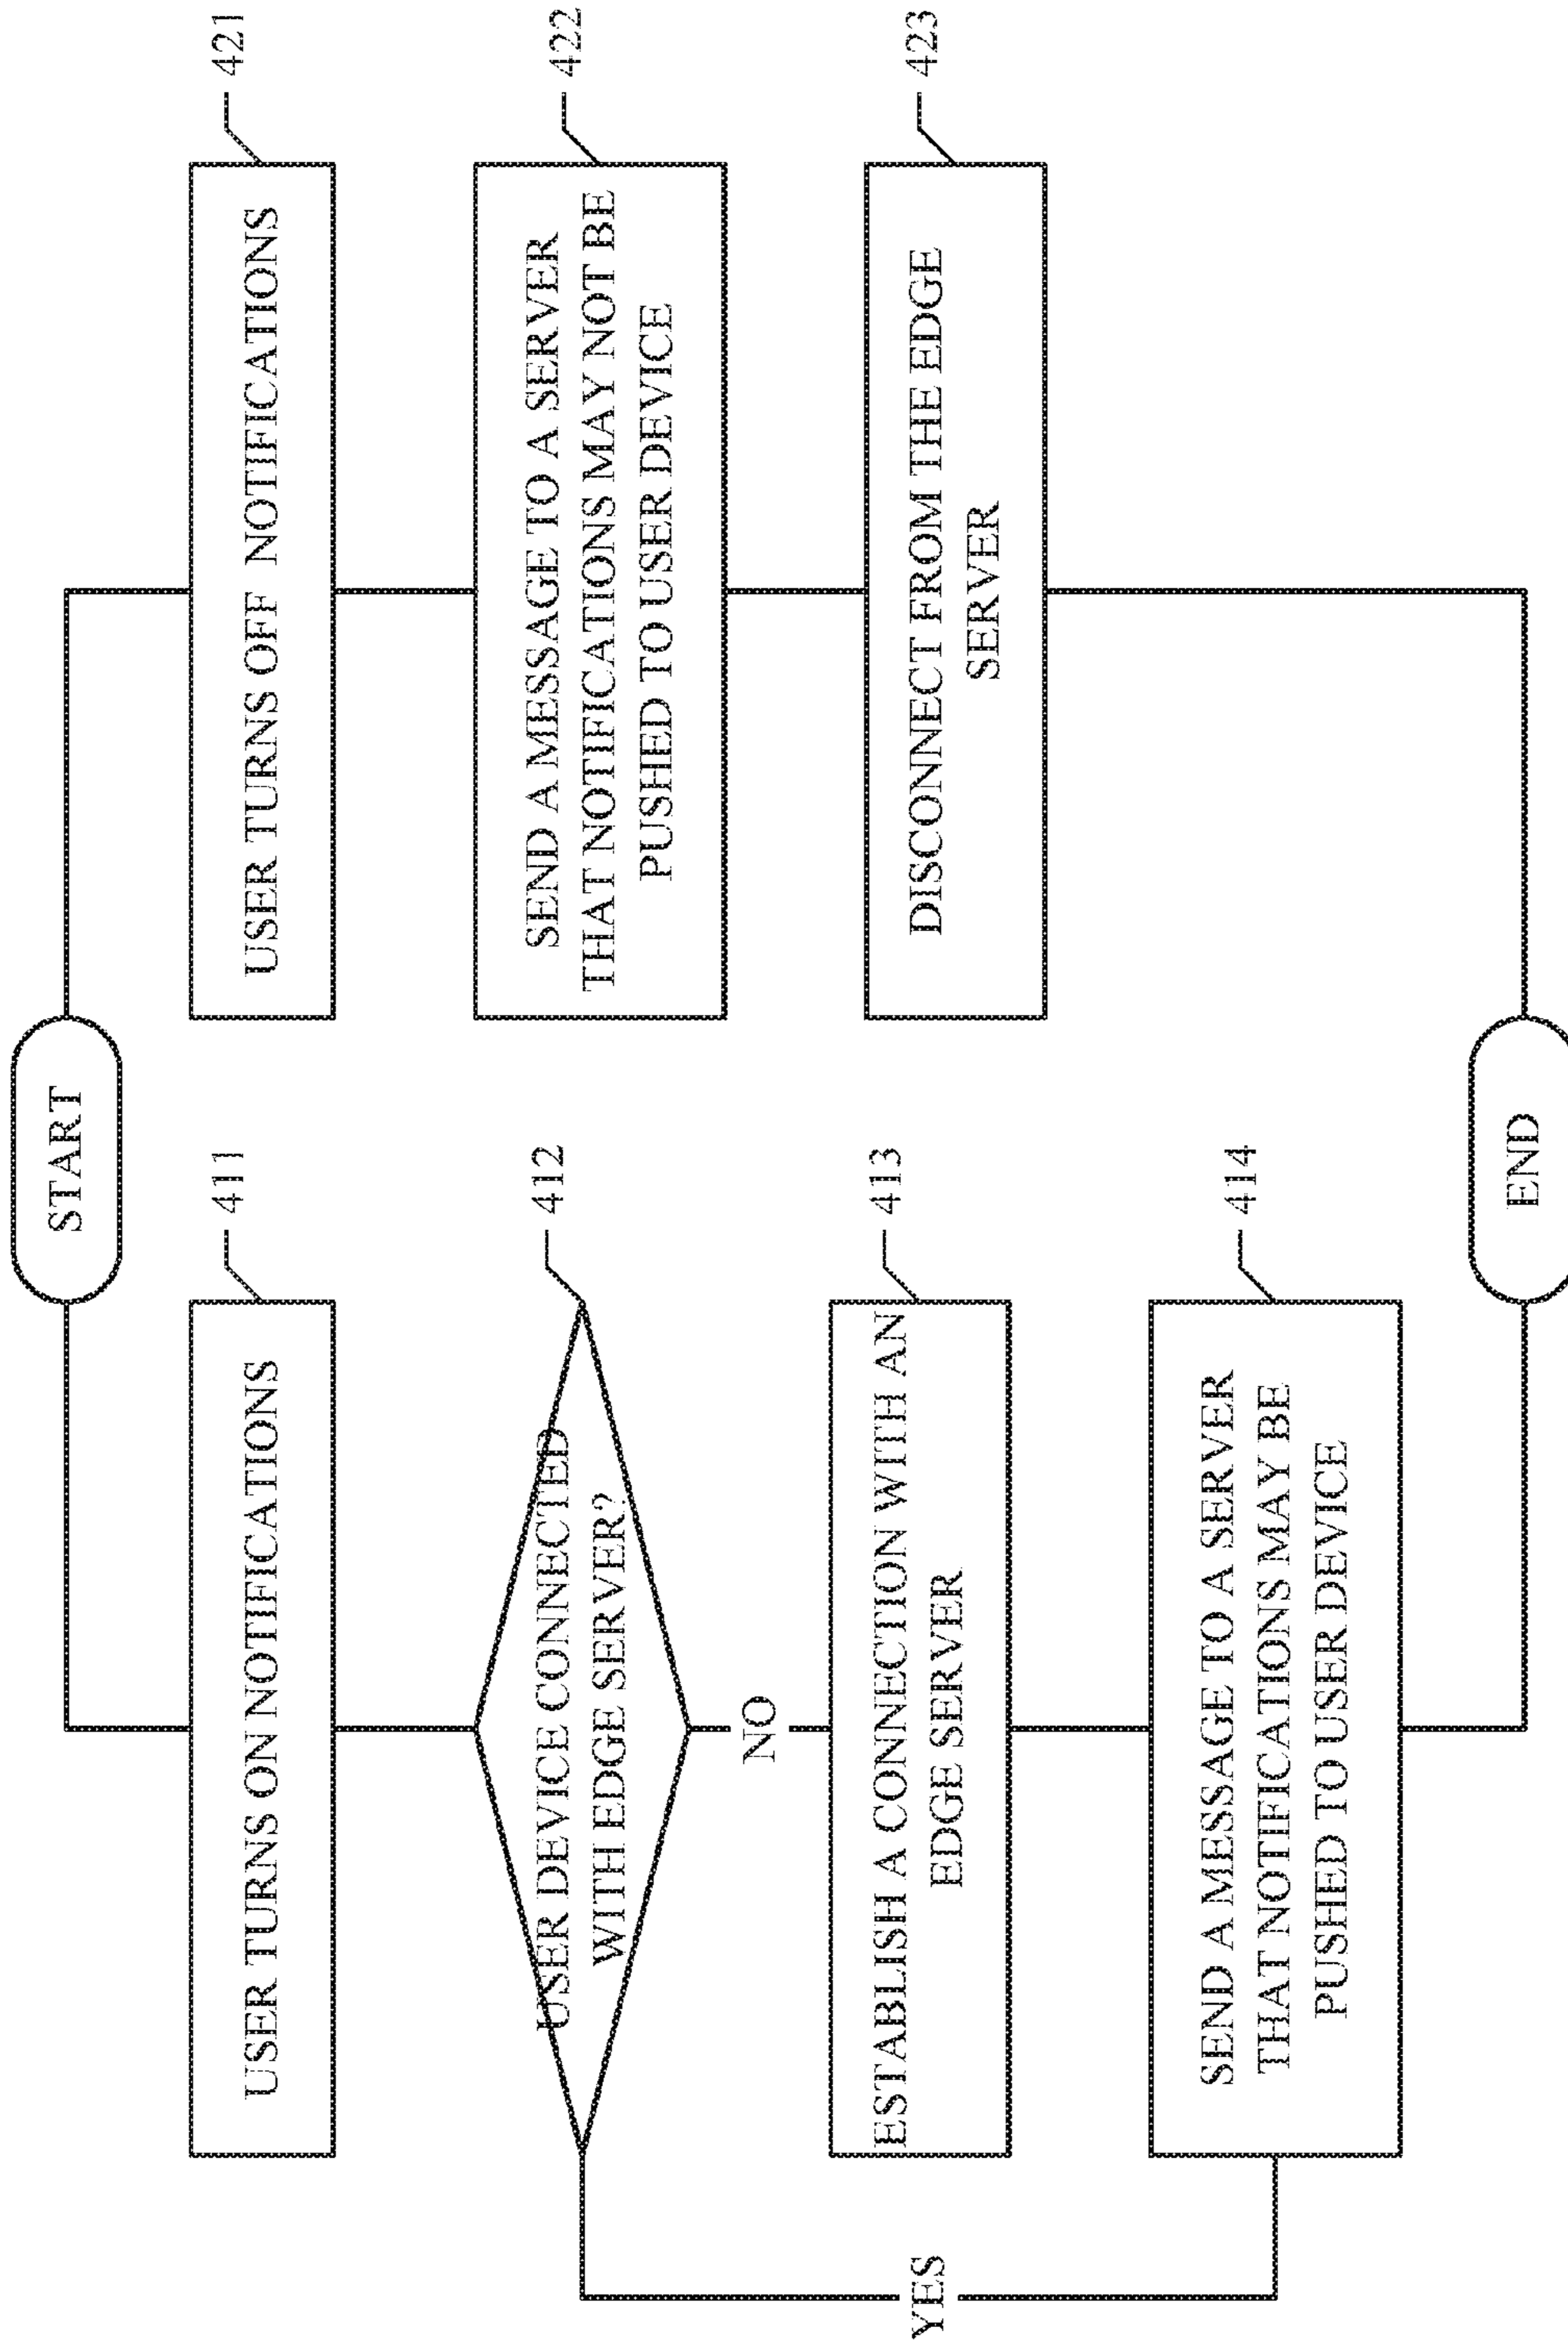 START
USER TURNS ON NOTIFICATIONS
411
USER DEVICE CONNECTED
WITH EDGE SERVER?
412
NO
YES
ESTABLISH A CONNECTION WITH AN
EDGE SERVER
413
SEND A MESSAGE TO A SERVER
THAT NOTIFICATIONS MAY BE
PUSHED TO USER DEVICE
414
USER TURNS OFF NOTIFICATIONS
421
SEND A MESSAGE TO A SERVER
THAT NOTIFICATIONS MAY NOT BE
PUSHED TO USER DEVICE
422
DISCONNECT FROM THE EDGE
SERVER
423
END